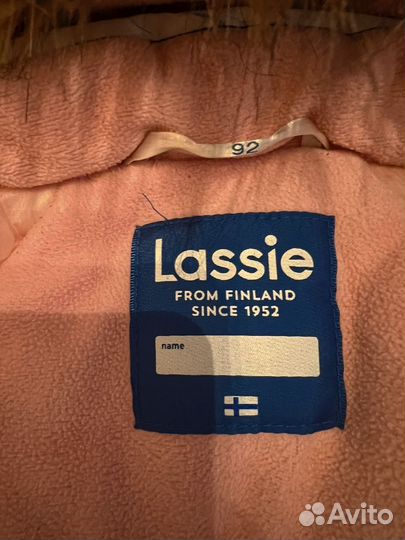 92
Lassie
FROM FINLAND
SINCE 1952
name
Avito